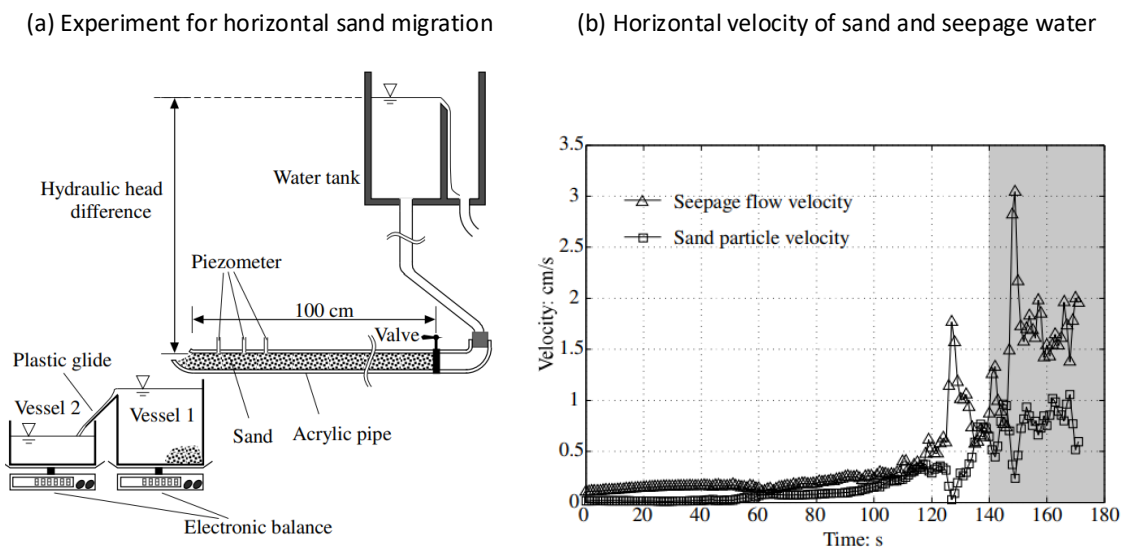 (a) Experiment for horizontal sand migration
(b) Horizontal velocity of sand and seepage water
Hydraulic head
difference
Water tank
Piezometer
100 cm
Valve
Plastic glide
Vessel 2
Vessel 1
Sand
Acrylic pipe
Electronic balance
Velocity: cm/s
3.5
3
2.5
2
1.5
1
0.5
0
Seepage flow velocity
Sand particle velocity
0 20 40 60 80 100 120 140 160 180
Time: s